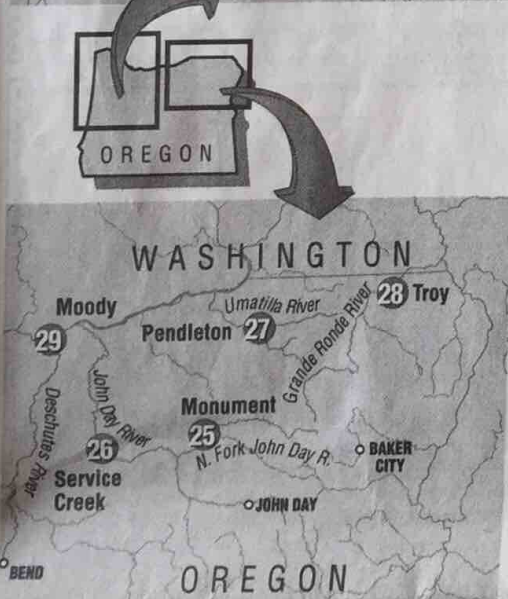 OREGON
WASHINGTON
Moody
29
Umatilla River
Pendleton 27
28 Troy
Grande Ronde River
Deschutes River
John Day River
Monument
25
N. Fork John Day R.
26
Service
Creek
BAKER
CITY
JOHN DAY
BEND
OREGON